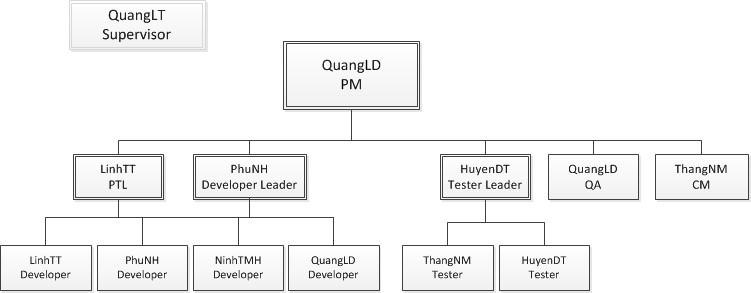 QuangLT
Supervisor
QuangLD
PM
LinhTT
PTL
PhuNH
Developer Leader
HuyenDT
Tester Leader
QuangLD
QA
ThangNM
CM
LinhTT
Developer
PhuNH
Developer
NinhTMH
Developer
QuangLD
Developer
ThangNM
Tester
HuyenDT
Tester